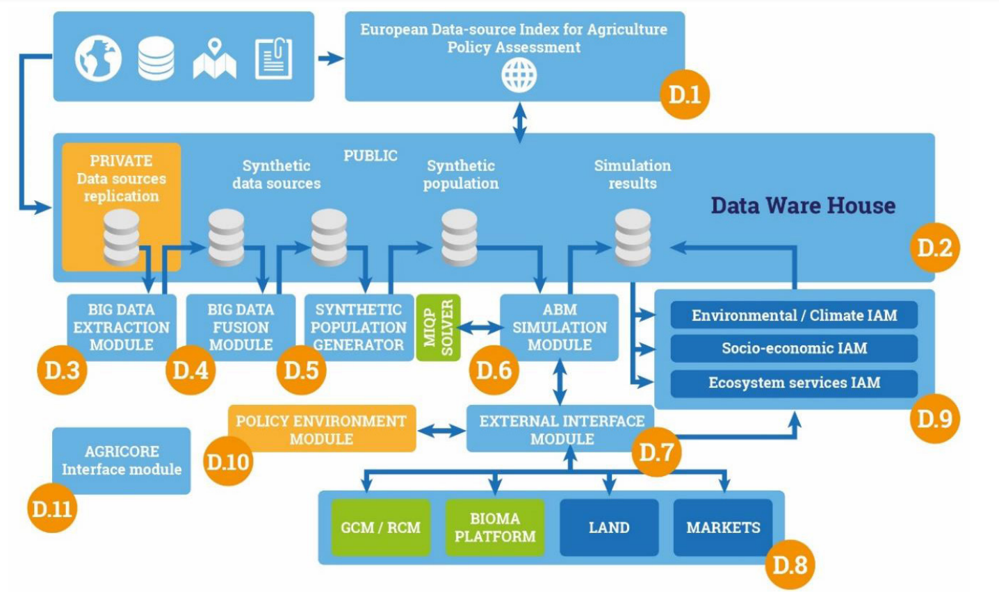 European Data-source Index for Agriculture
Policy Assessment
D.1
PRIVATE
Data sources
replication
PUBLIC
Synthetic
data sources
Synthetic
population
Simulation
results
Data Ware House
D.2
BIG DATA
EXTRACTION
MODULE
D.3
BIG DATA
FUSION
MODULE
D.4
SYNTHETIC
POPULATION
GENERATOR
D.5
MIQP
SOLVER
ABM
SIMULATION
MODULE
D.6
Environmental / Climate IAM
Socio-economic IAM
Ecosystem services IAM
D.9
POLICY ENVIRONMENT
MODULE
D.10
EXTERNAL INTERFACE
MODULE
D.7
AGRICORE
Interface module
D.11
GCM / RCM
BIOMA
PLATFORM
LAND
MARKETS
D.8